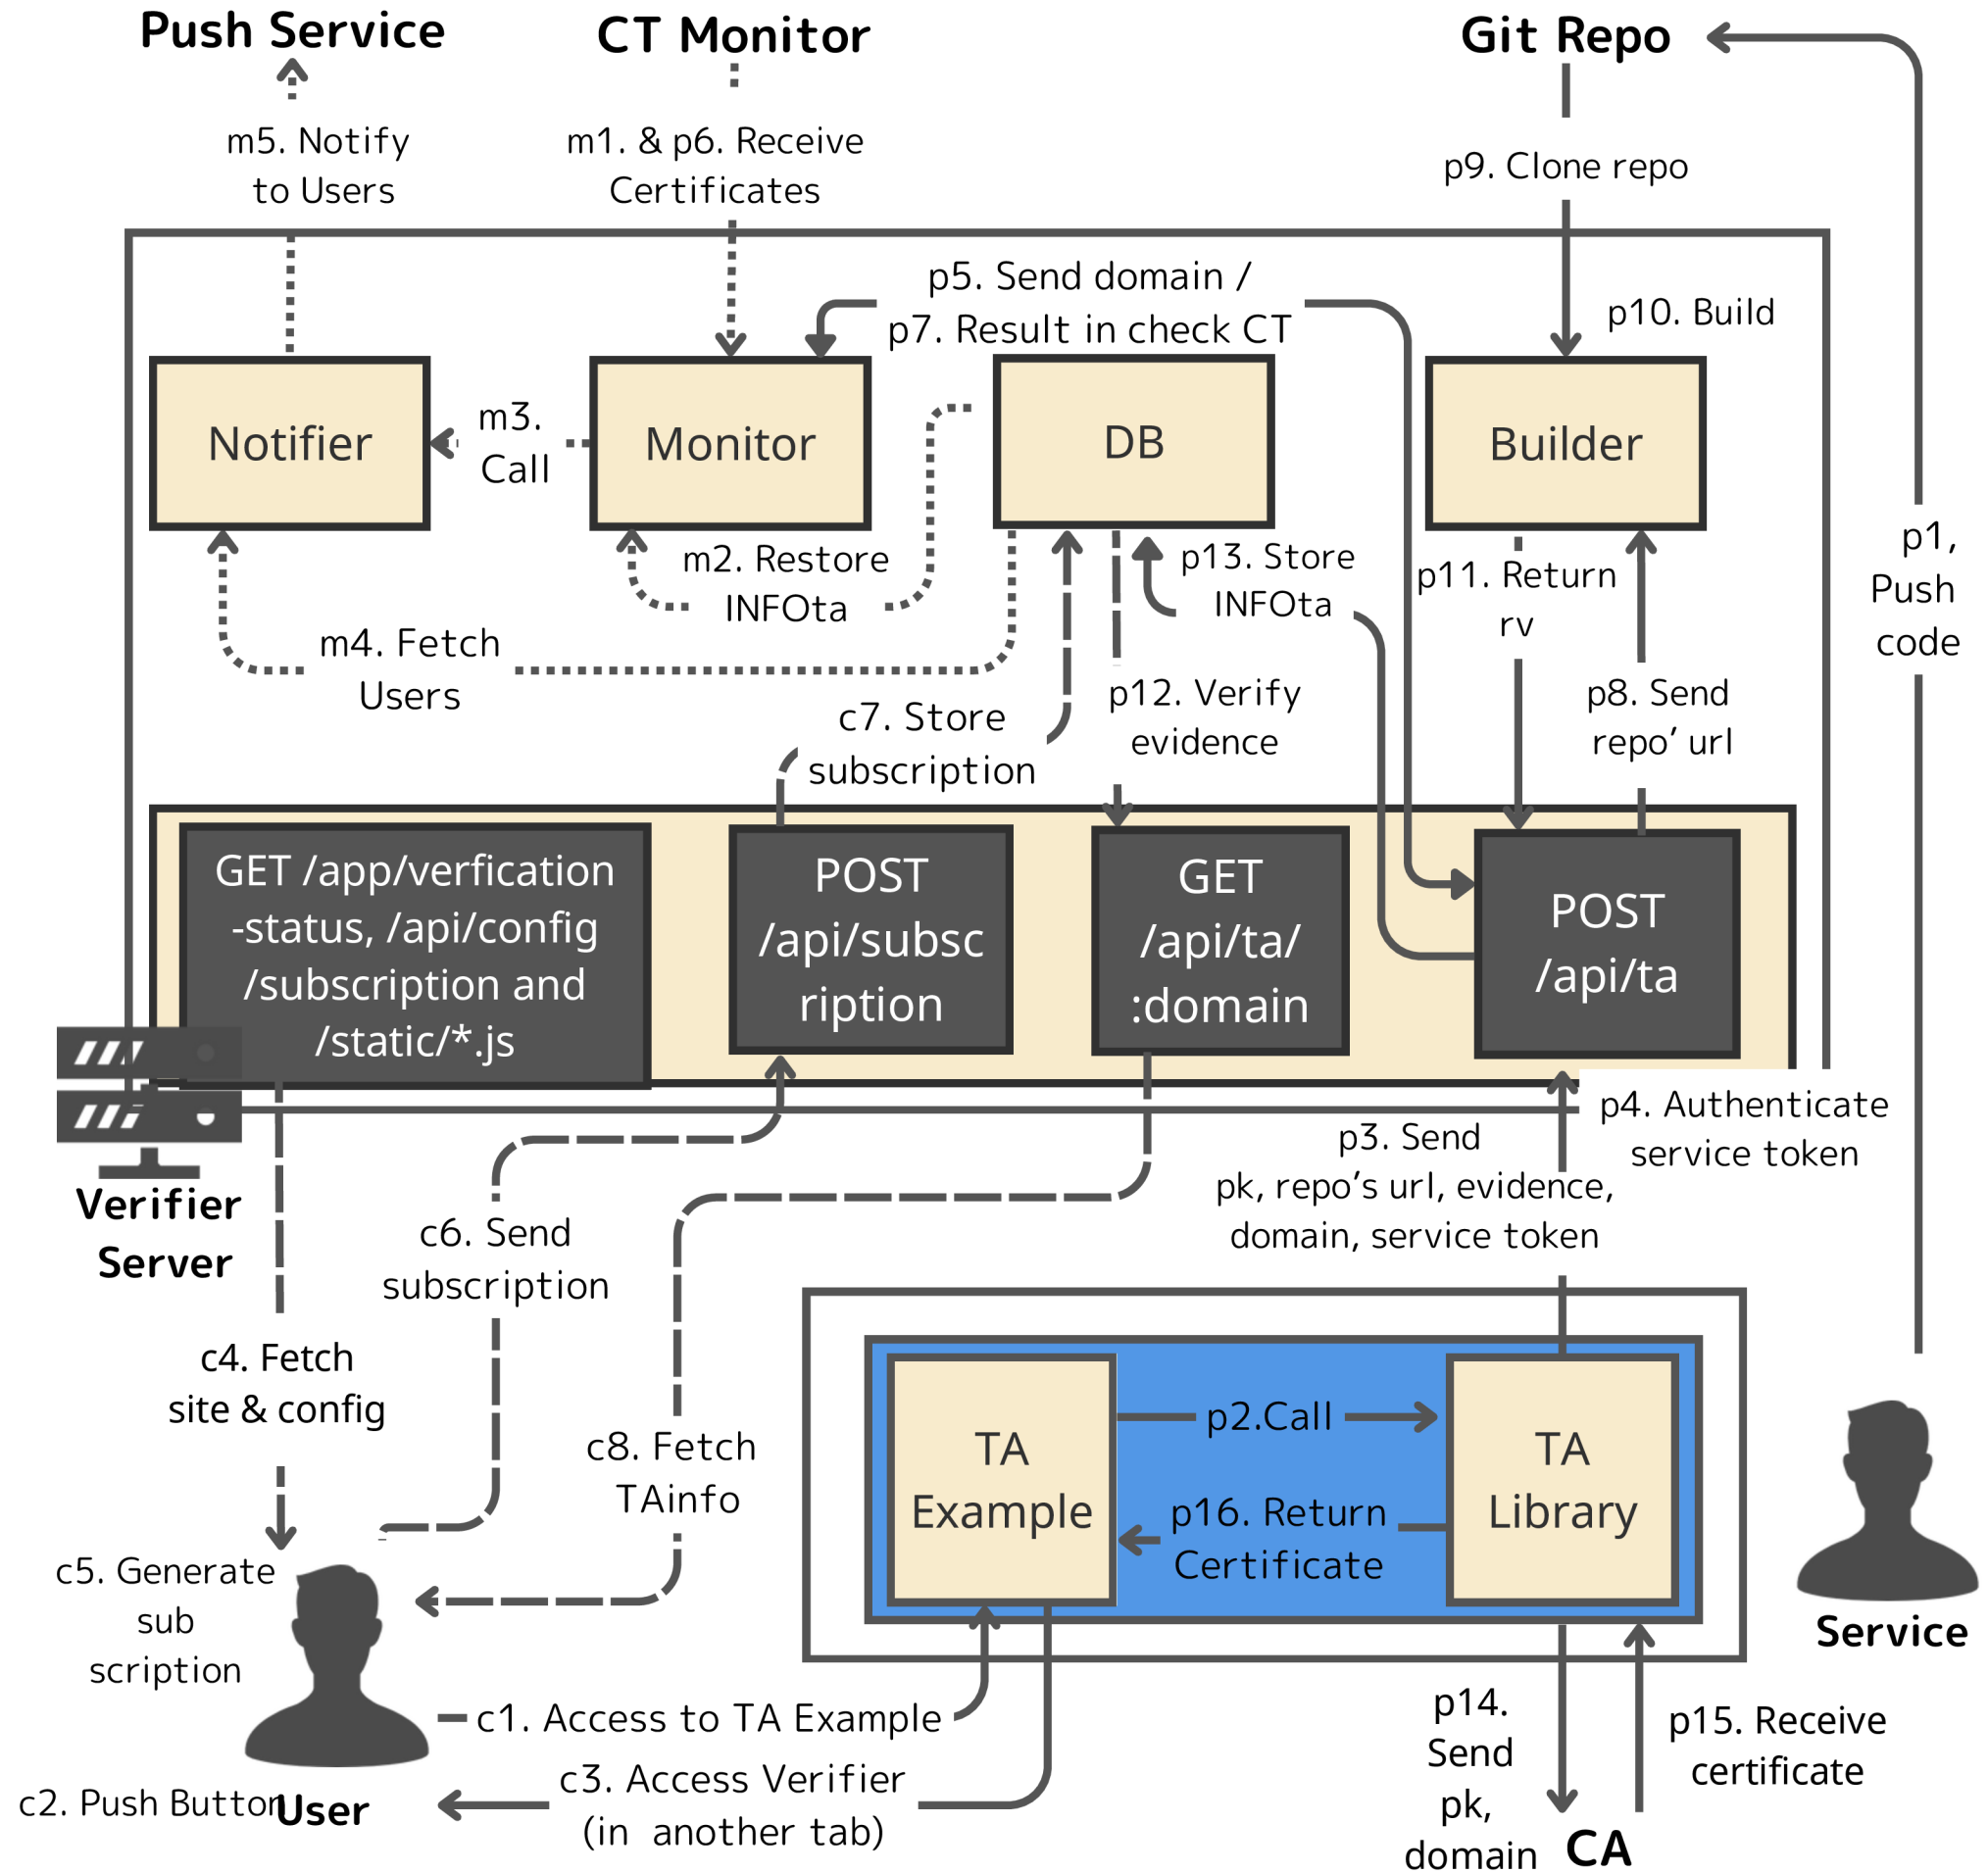 Push Service
CT Monitor
Git Repo
m5. Notify
to Users
m1. & p6. Receive
Certificates
p9. Clone repo
p5. Send domain /
p7. Result in check CT
p10. Build
Notifier
m3.
Call
Monitor
DB
Builder
p1,
Push
code
m2. Restore
INFOta
p13. Store
INFOta
p11. Return
rv
m4. Fetch
Users
c7. Store
subscription
p12. Verify
evidence
p8. Send
repo’ url
GET /app/verfication
-status, /api/config
/subscription and
/static/*.js
POST
/api/subsc
ription
GET
/api/ta/
:domain
POST
/api/ta
p4. Authenticate
service token
p3. Send
pk, repo’s url, evidence,
domain, service token
Verifier
Server
c6. Send
subscription
c4. Fetch
site & config
c8. Fetch
TAinfo
TA
Example
p2.Call
p16. Return
Certificate
TA
Library
Service
c5. Generate
sub
scription
c1. Access to TA Example
c3. Access Verifier
(in another tab)
c2. Push Button
User
p14.
Send
pk,
domain
p15. Receive
certificate
CA